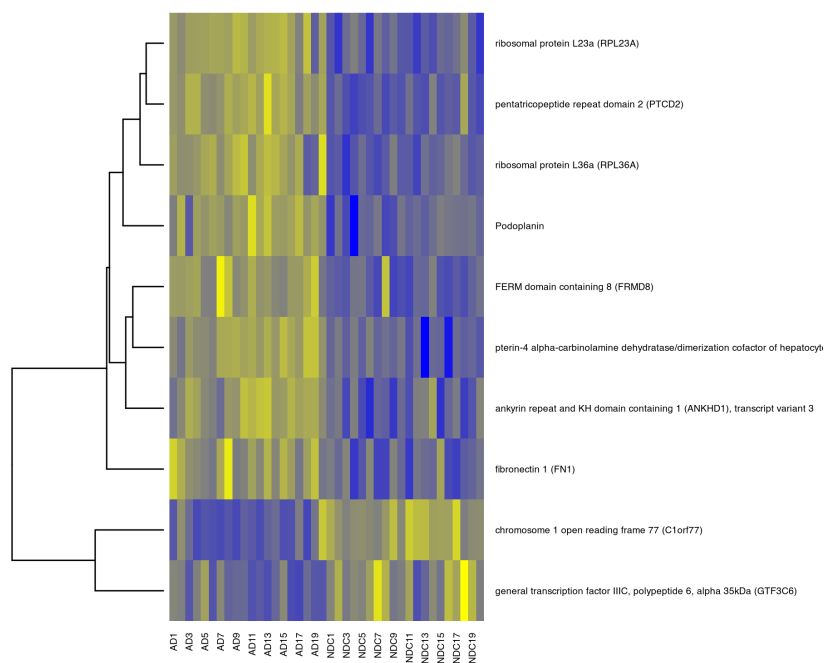 ribosomal protein L23a (RPL23A)
pentatricopeptide repeat domain 2 (PTCD2)
ribosomal protein L36a (RPL36A)
Podoplanin
FERM domain containing 8 (FRMD8)
pterin-4 alpha-carbinolamine dehydratase/dimerization cofactor of hepatocyte
ankyrin repeat and KH domain containing 1 (ANKHD1), transcript variant 3
fibronectin 1 (FN1)
chromosome 1 open reading frame 77 (C1orf77)
general transcription factor IIIC, polypeptide 6, alpha 35kDa (GTF3C6)
AD1
AD3
AD5
AD7
AD9
AD11
AD13
AD15
AD17
AD19
NDC1
NDC3
NDC5
NDC7
NDC9
NDC11
NDC13
NDC15
NDC17
NDC19